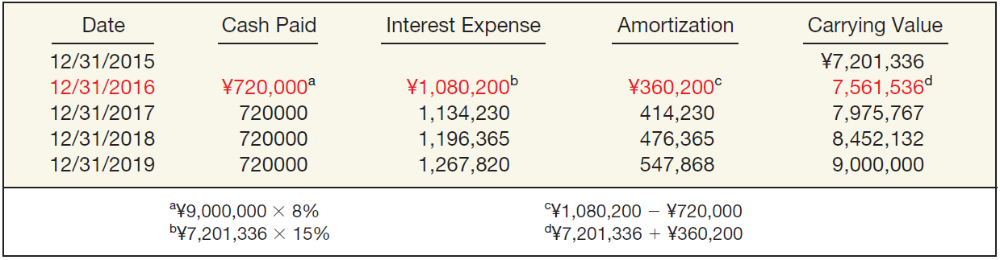 Date Cash Paid Interest Expense Amortization Carrying Value
12/31/2015 ¥7,201,336
12/31/2016 ¥720,000ᵃ ¥1,080,200ᵇ ¥360,200ᶜ 7,561,536ᵈ
12/31/2017 720000 1,134,230 414,230 7,975,767
12/31/2018 720000 1,196,365 476,365 8,452,132
12/31/2019 720000 1,267,820 547,868 9,000,000
ᵃ¥9,000,000 × 8% ᶜ¥1,080,200 − ¥720,000
ᵇ¥7,201,336 × 15% ᵈ¥7,201,336 + ¥360,200